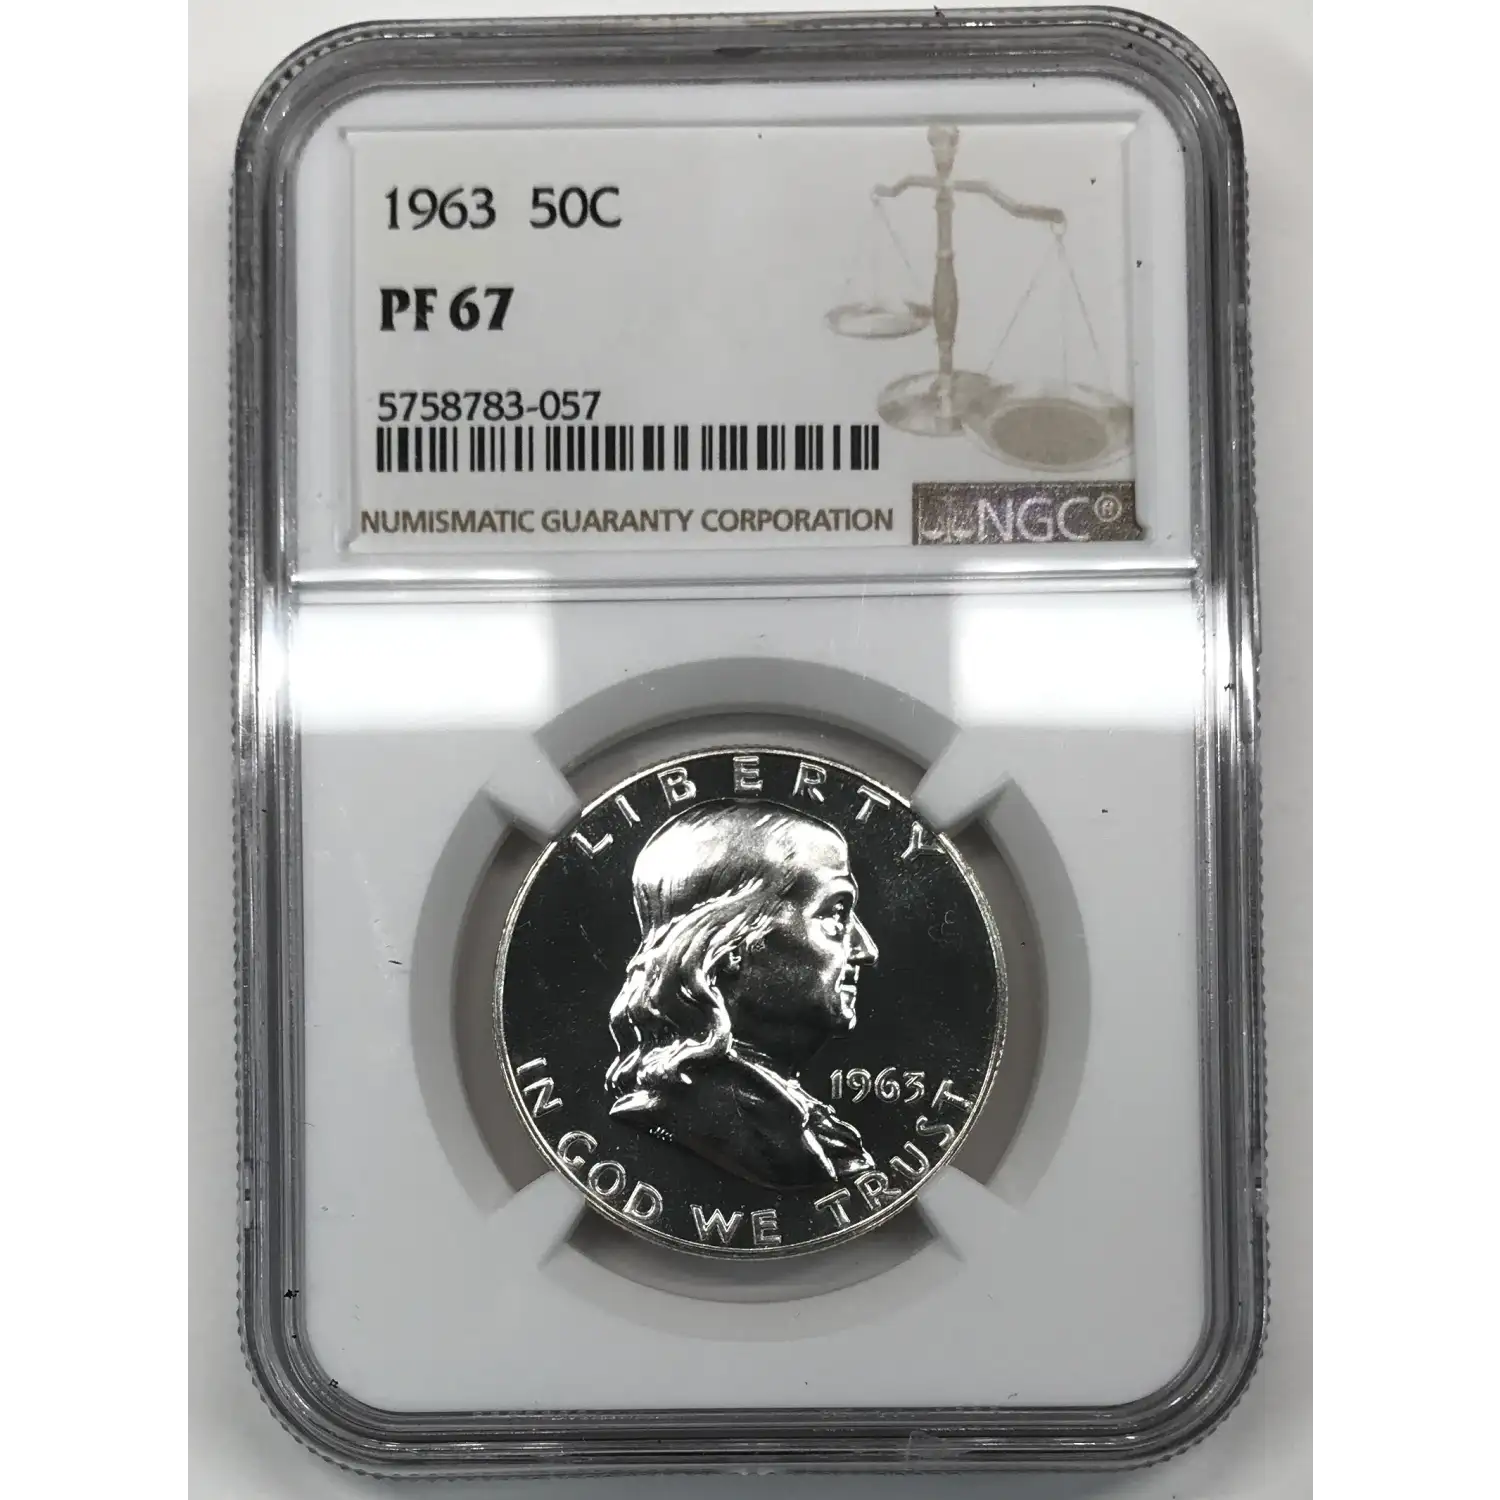 1963 50C
PF 67
5758783-057
NUMISMATIC GUARANTY CORPORATION
NGC®
LIBERTY
1963
IN GOD WE TRUST